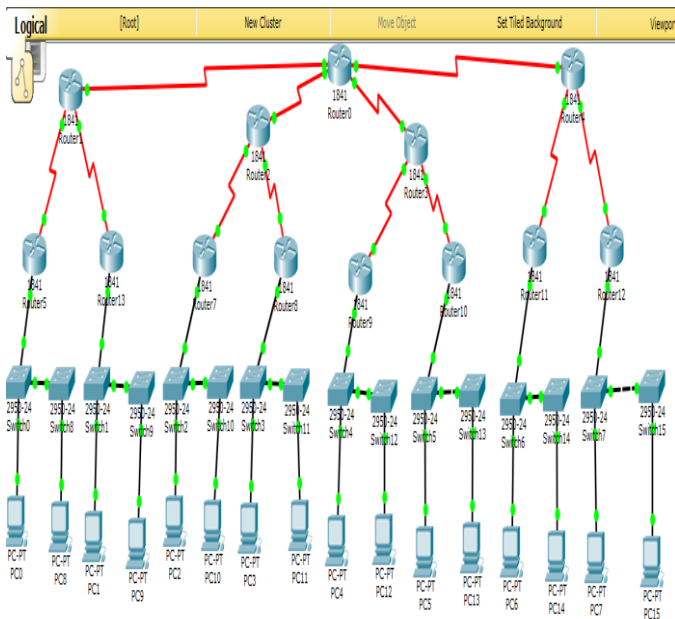 Logical [Root] New Cluster Move Object Set Tiled Background Viewport
1841
Router0
1841
Router1
1841
Router2
1841
Router3
1841
1841
Router5
1841
Router13
1841
Router7
1841
Router8
1841
Router9
1841
Router10
1841
Router11
1841
Router12
2950-24
Switch0
2950-24
Switch8
2950-24
Switch1
2950-24
Switch9
2950-24
Switch2
2950-24
Switch10
2950-24
Switch3
2950-24
Switch11
2950-24
Switch4
2950-24
Switch12
2950-24
Switch5
2950-24
Switch13
2950-24
Switch6
2950-24
Switch14
2950-24
Switch7
2950-24
Switch15
PC-PT
PC0
PC-PT
PC8
PC-PT
PC1
PC-PT
PC9
PC-PT
PC2
PC-PT
PC10
PC-PT
PC3
PC-PT
PC11
PC-PT
PC4
PC-PT
PC12
PC-PT
PC5
PC-PT
PC13
PC-PT
PC6
PC-PT
PC14
PC-PT
PC7
PC-PT
PC15